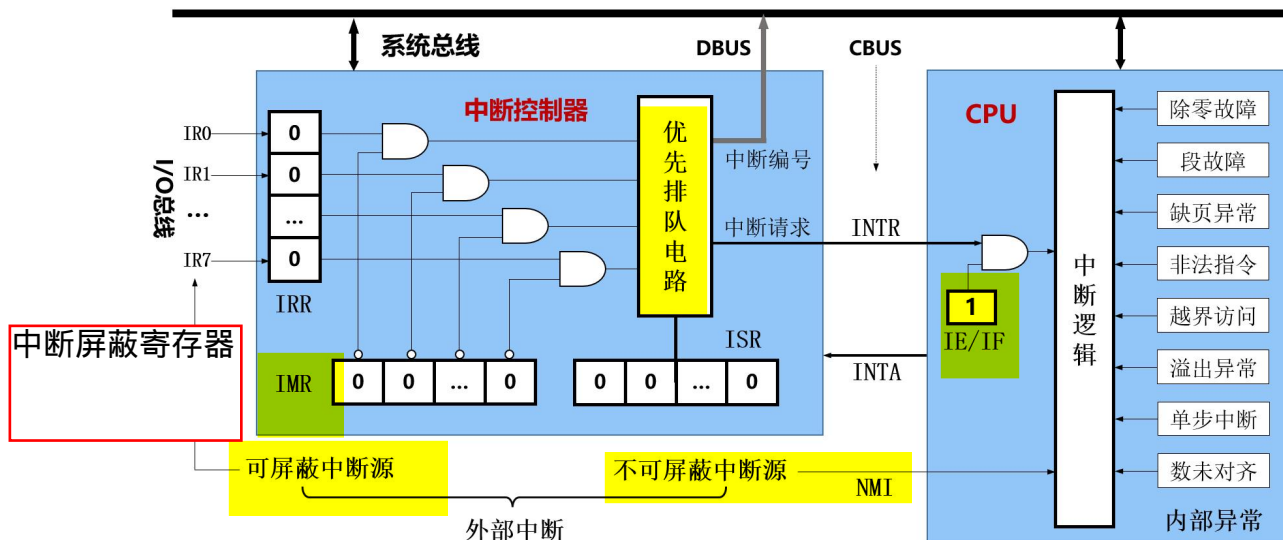 系统总线
DBUS
CBUS
中断控制器
CPU
I/O总线
IR0
IR1
...
IR7
0
0
...
0
IRR
优先排队电路
中断编号
中断请求
INTR
INTA
1
IE/IF
中断逻辑
除零故障
段故障
缺页异常
非法指令
越界访问
溢出异常
单步中断
数未对齐
内部异常
中断屏蔽寄存器
IMR
0 0 ... 0
ISR
0 0 ... 0
可屏蔽中断源
不可屏蔽中断源
NMI
外部中断